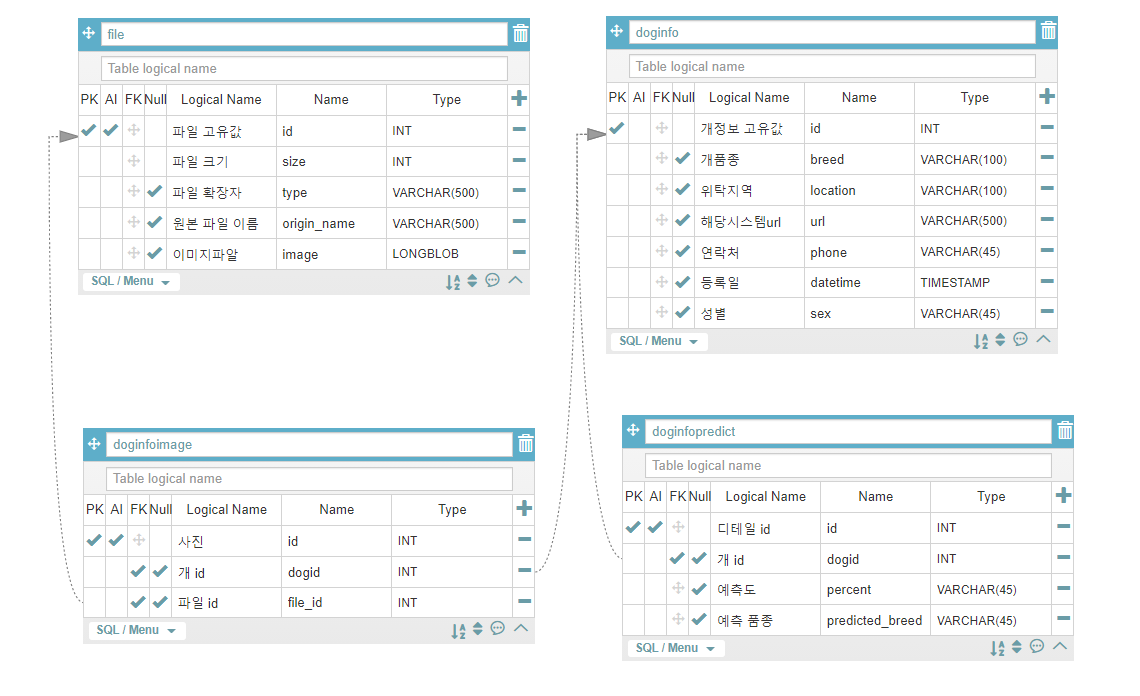 file
Table logical name
PK AI FK Null Logical Name Name Type
파일 고유값 id INT
파일 크기 size INT
파일 확장자 type VARCHAR(500)
원본 파일 이름 origin_name VARCHAR(500)
이미지파알 image LONGBLOB
SQL / Menu
doginfo
Table logical name
PK AI FK Null Logical Name Name Type
개정보 고유값 id INT
개품종 breed VARCHAR(100)
위탁지역 location VARCHAR(100)
해당시스템url url VARCHAR(500)
연락처 phone VARCHAR(45)
등록일 datetime TIMESTAMP
성별 sex VARCHAR(45)
SQL / Menu
doginfoimage
Table logical name
PK AI FK Null Logical Name Name Type
사진 id INT
개 id dogid INT
파일 id file_id INT
SQL / Menu
doginfopredict
Table logical name
PK AI FK Null Logical Name Name Type
디테일 id id INT
개 id dogid INT
예측도 percent VARCHAR(45)
예측 품종 predicted_breed VARCHAR(45)
SQL / Menu